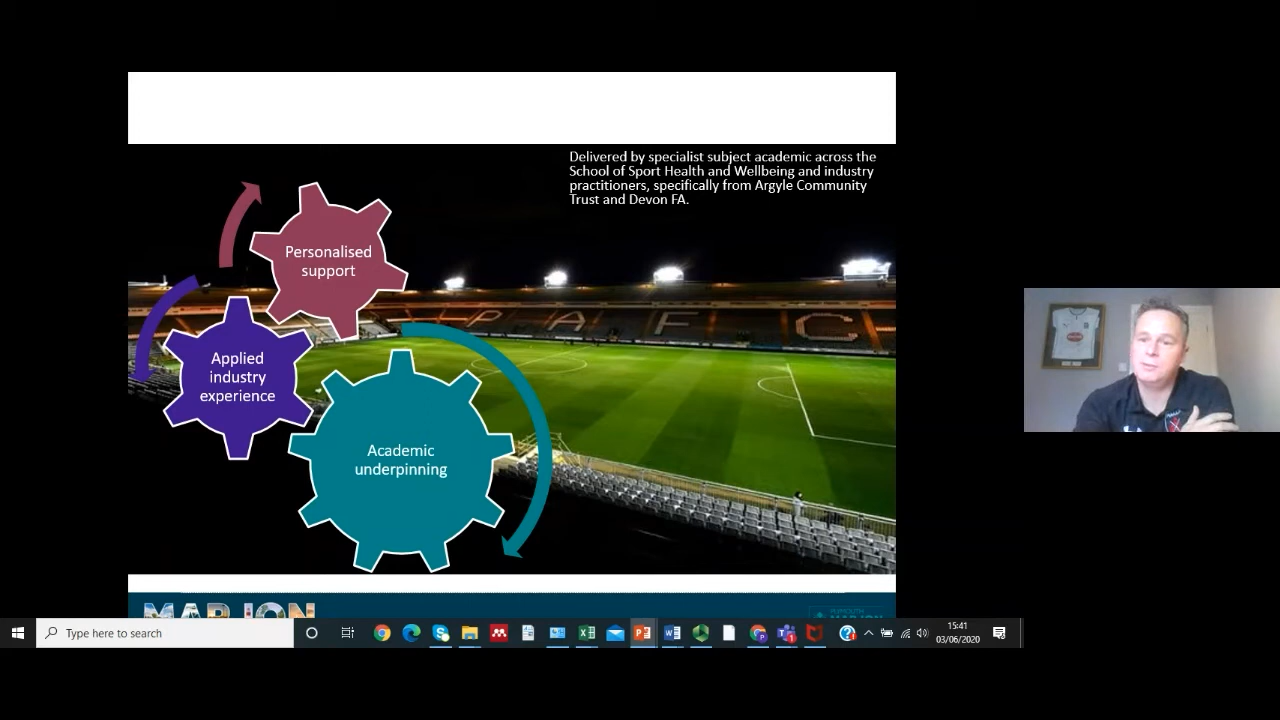 Delivered by specialist subject academic across the
School of Sport Health and Wellbeing and industry
practitioners, specifically from Argyle Community
Trust and Devon FA.
Personalised
support
P A F C
Applied
industry
experience
Academic
underpinning
MARJON
MARJON
Type here to search
15:41
03/06/2020